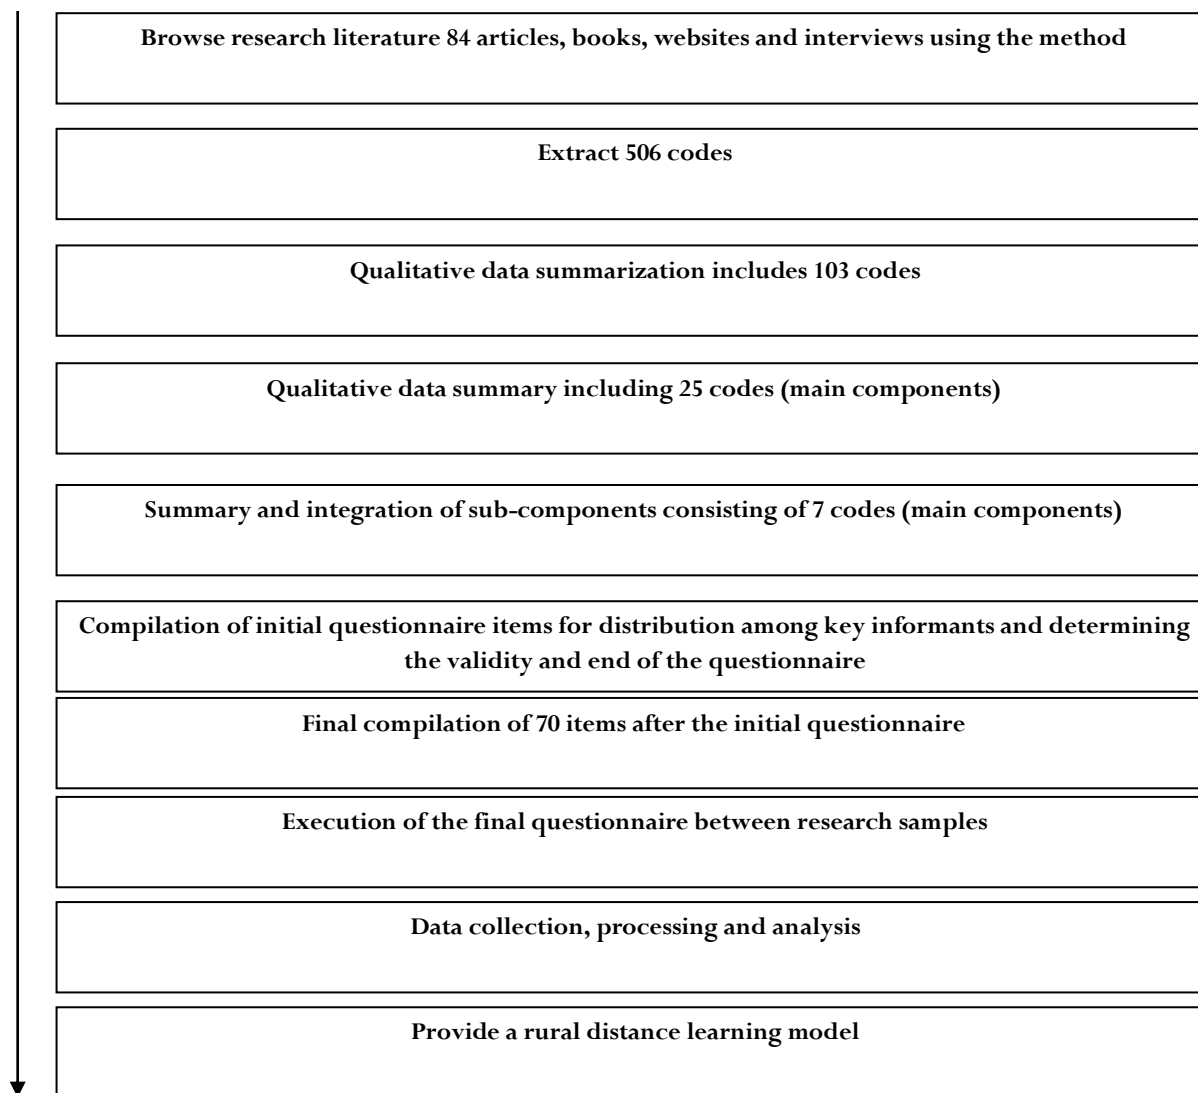 Browse research literature 84 articles, books, websites and interviews using the method
Extract 506 codes
Qualitative data summarization includes 103 codes
Qualitative data summary including 25 codes (main components)
Summary and integration of sub-components consisting of 7 codes (main components)
Compilation of initial questionnaire items for distribution among key informants and determining
the validity and end of the questionnaire
Final compilation of 70 items after the initial questionnaire
Execution of the final questionnaire between research samples
Data collection, processing and analysis
Provide a rural distance learning model